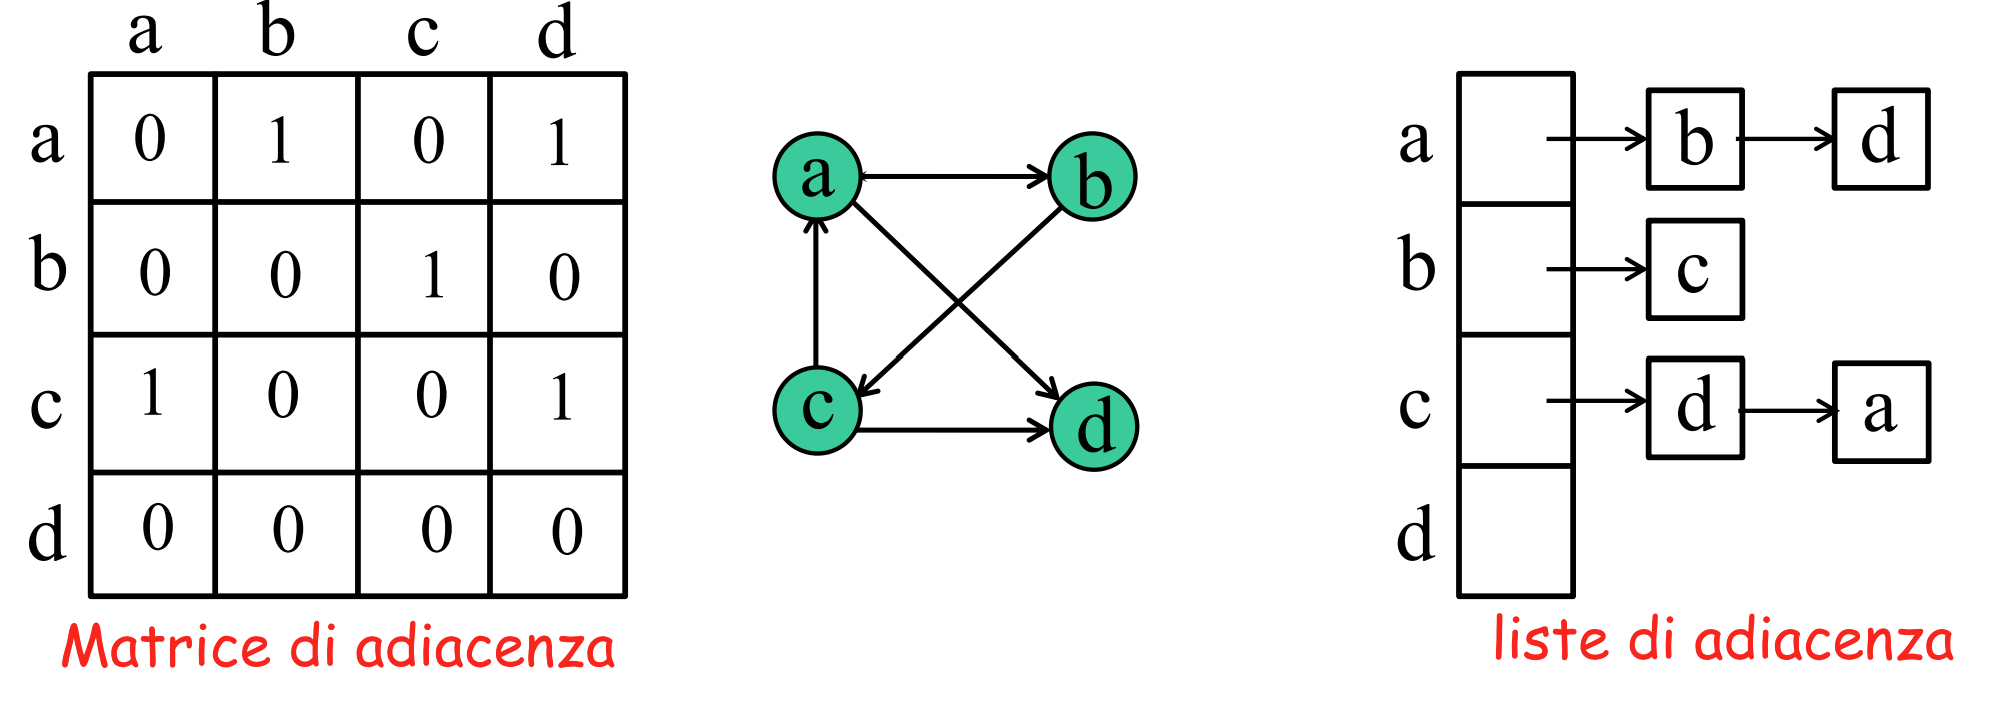 a b c d
a 0 1 0 1
b 0 0 1 0
c 1 0 0 1
d 0 0 0 0
Matrice di adiacenza
a b
c d
a b d
b c
c d a
d
liste di adiacenza